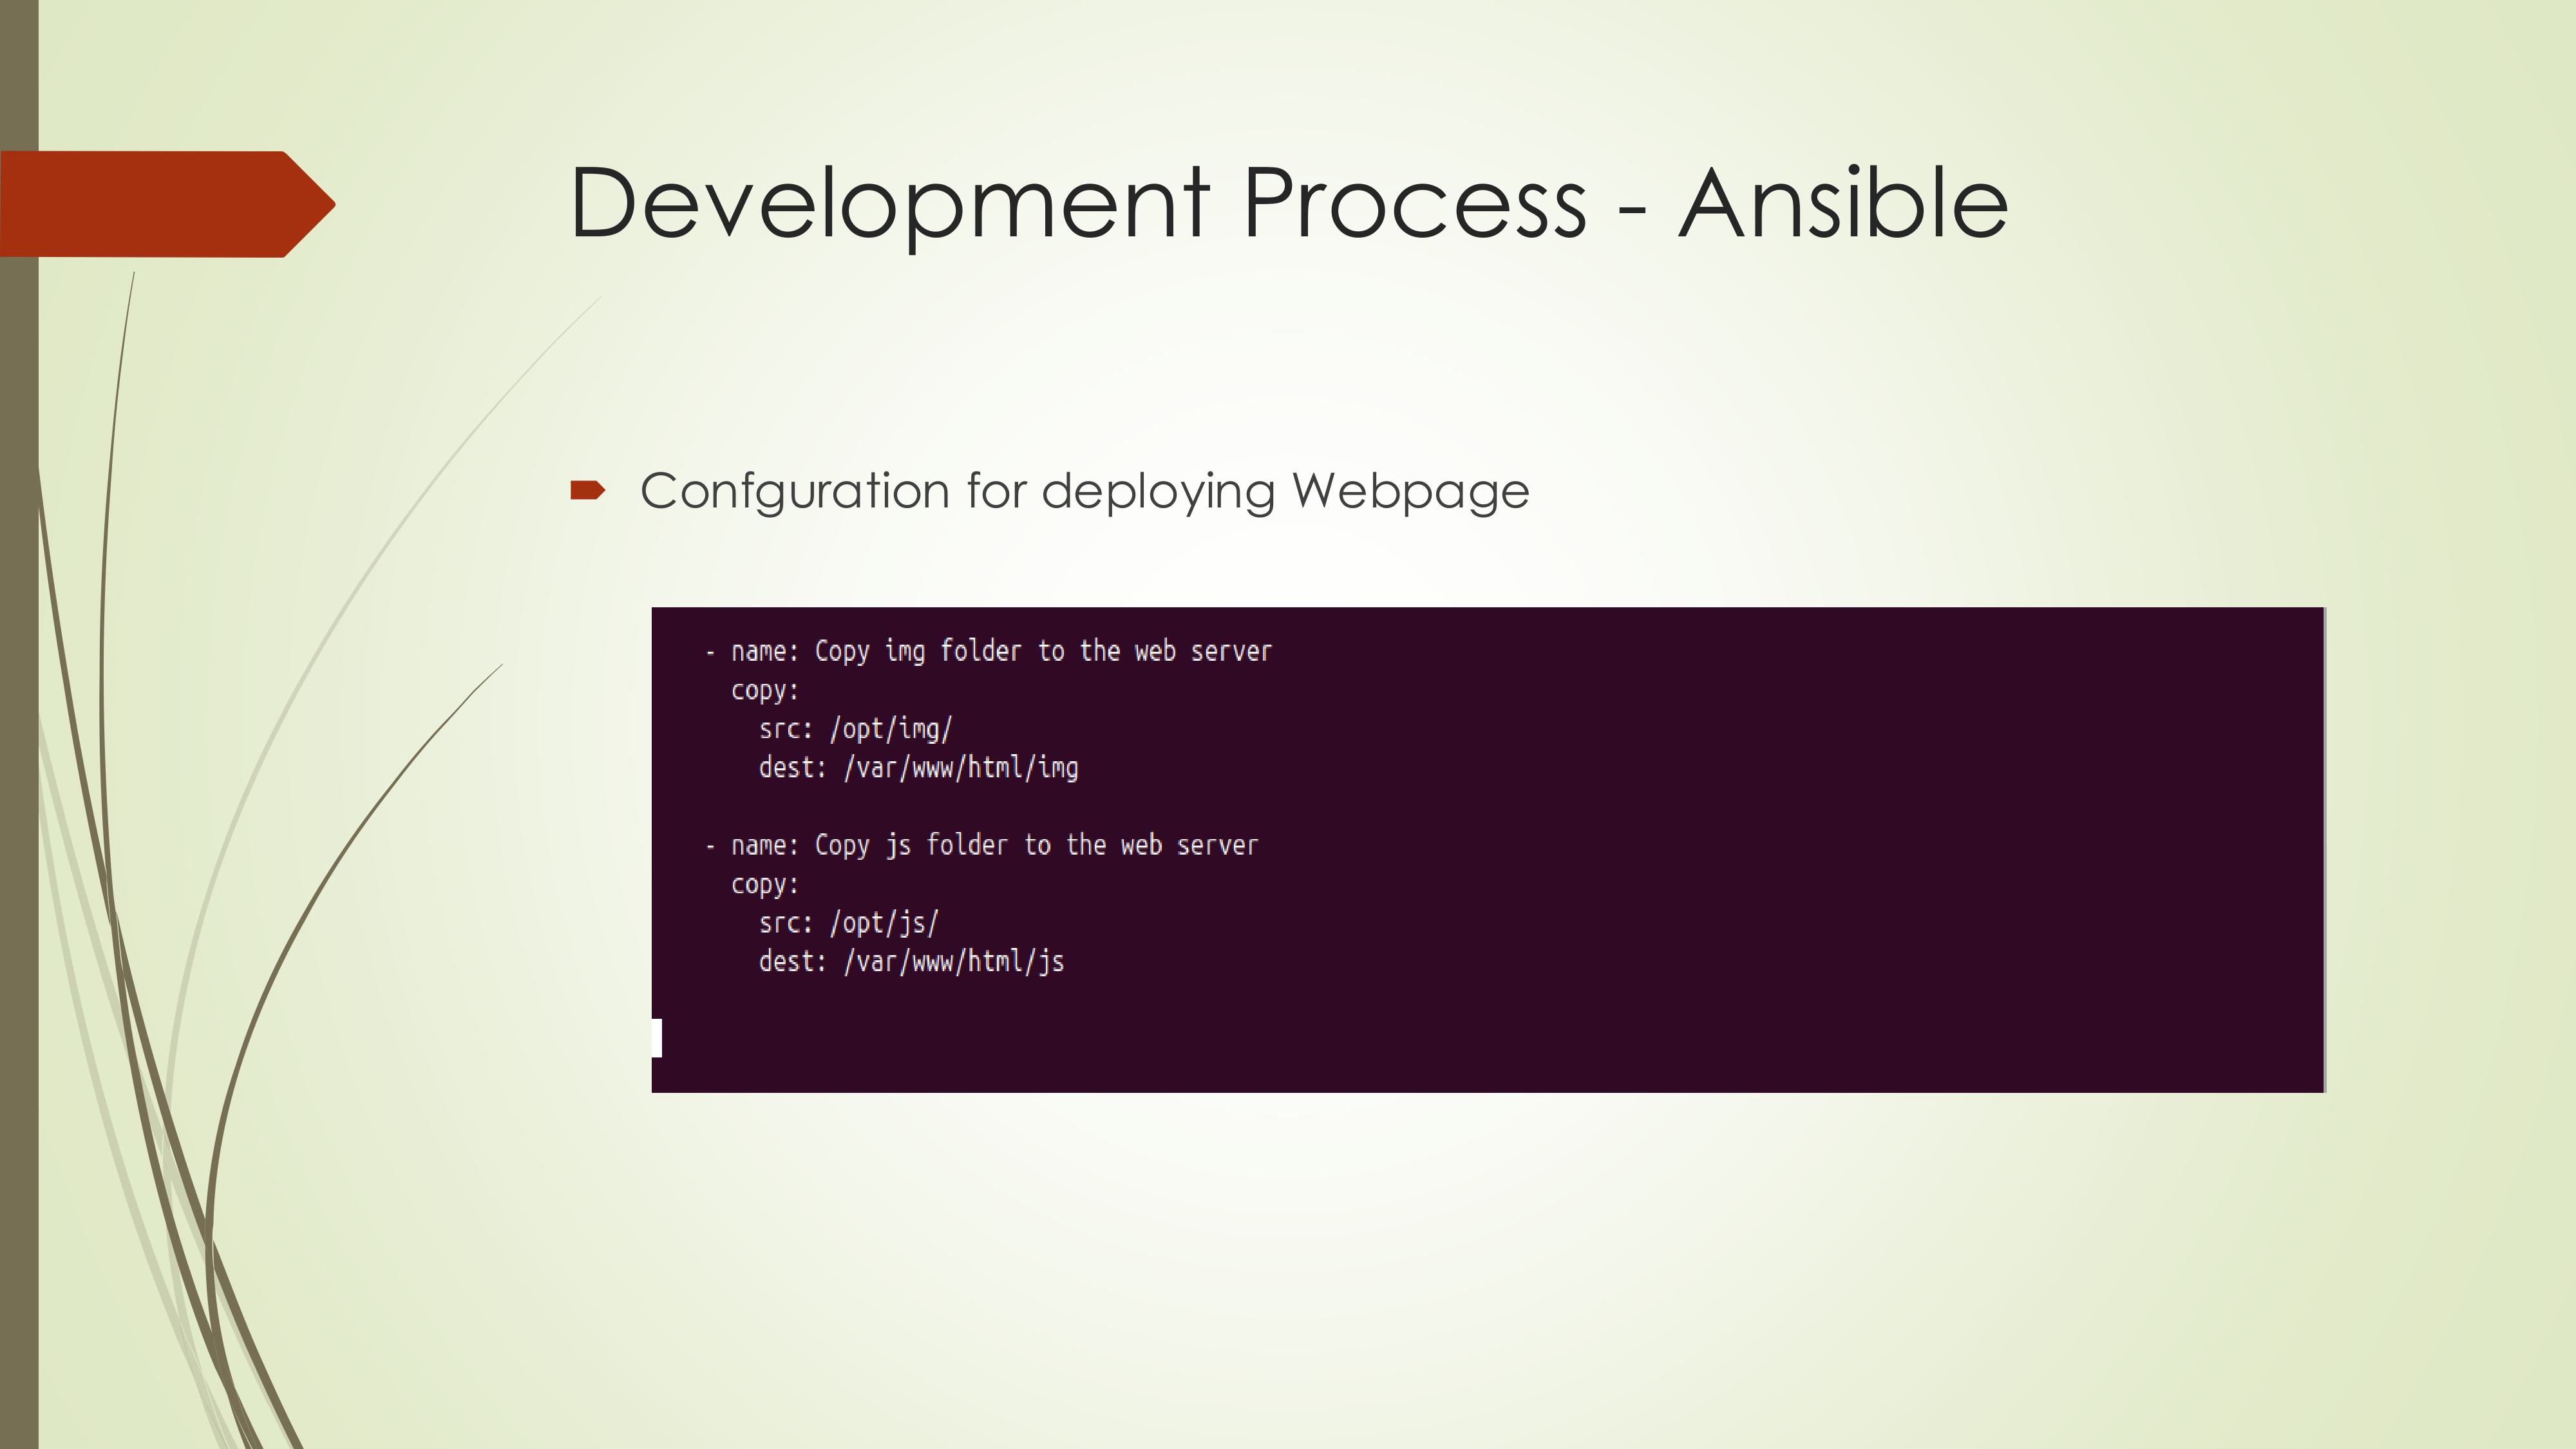 Development Process - Ansible
Confguration for deploying Webpage
- name: Copy img folder to the web server
copy:
src: /opt/img/
dest: /var/www/html/img
- name: Copy js folder to the web server
copy:
src: /opt/js/
dest: /var/www/html/js